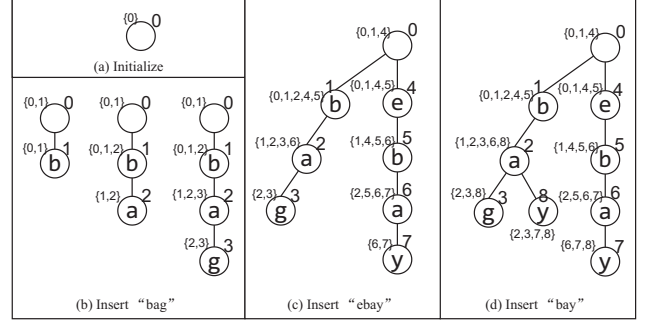 {0} 0
(a) Initialize
{0,1} 0
{0,1} b 1
{0,1} 0
{0,1,2} b 1
{1,2} a 2
{0,1} 0
{0,1,2} b 1
{1,2,3} a 2
{2,3} g 3
(b) Insert “bag”
{0,1,4} 0
{0,1,2,4,5} b 1
{0,1,4,5} e 4
{1,2,3,6} a 2
{1,4,5,6} b 5
{2,3} g 3
{2,5,6,7} a 6
{6,7} y 7
(c) Insert “ebay”
{0,1,4} 0
{0,1,2,4,5} b 1
{0,1,4,5} e 4
{1,2,3,6,8} a 2
{1,4,5,6} b 5
{2,3,8} g 3
y 8
{2,3,7,8}
{2,5,6,7} a 6
{6,7,8} y 7
(d) Insert “bay”